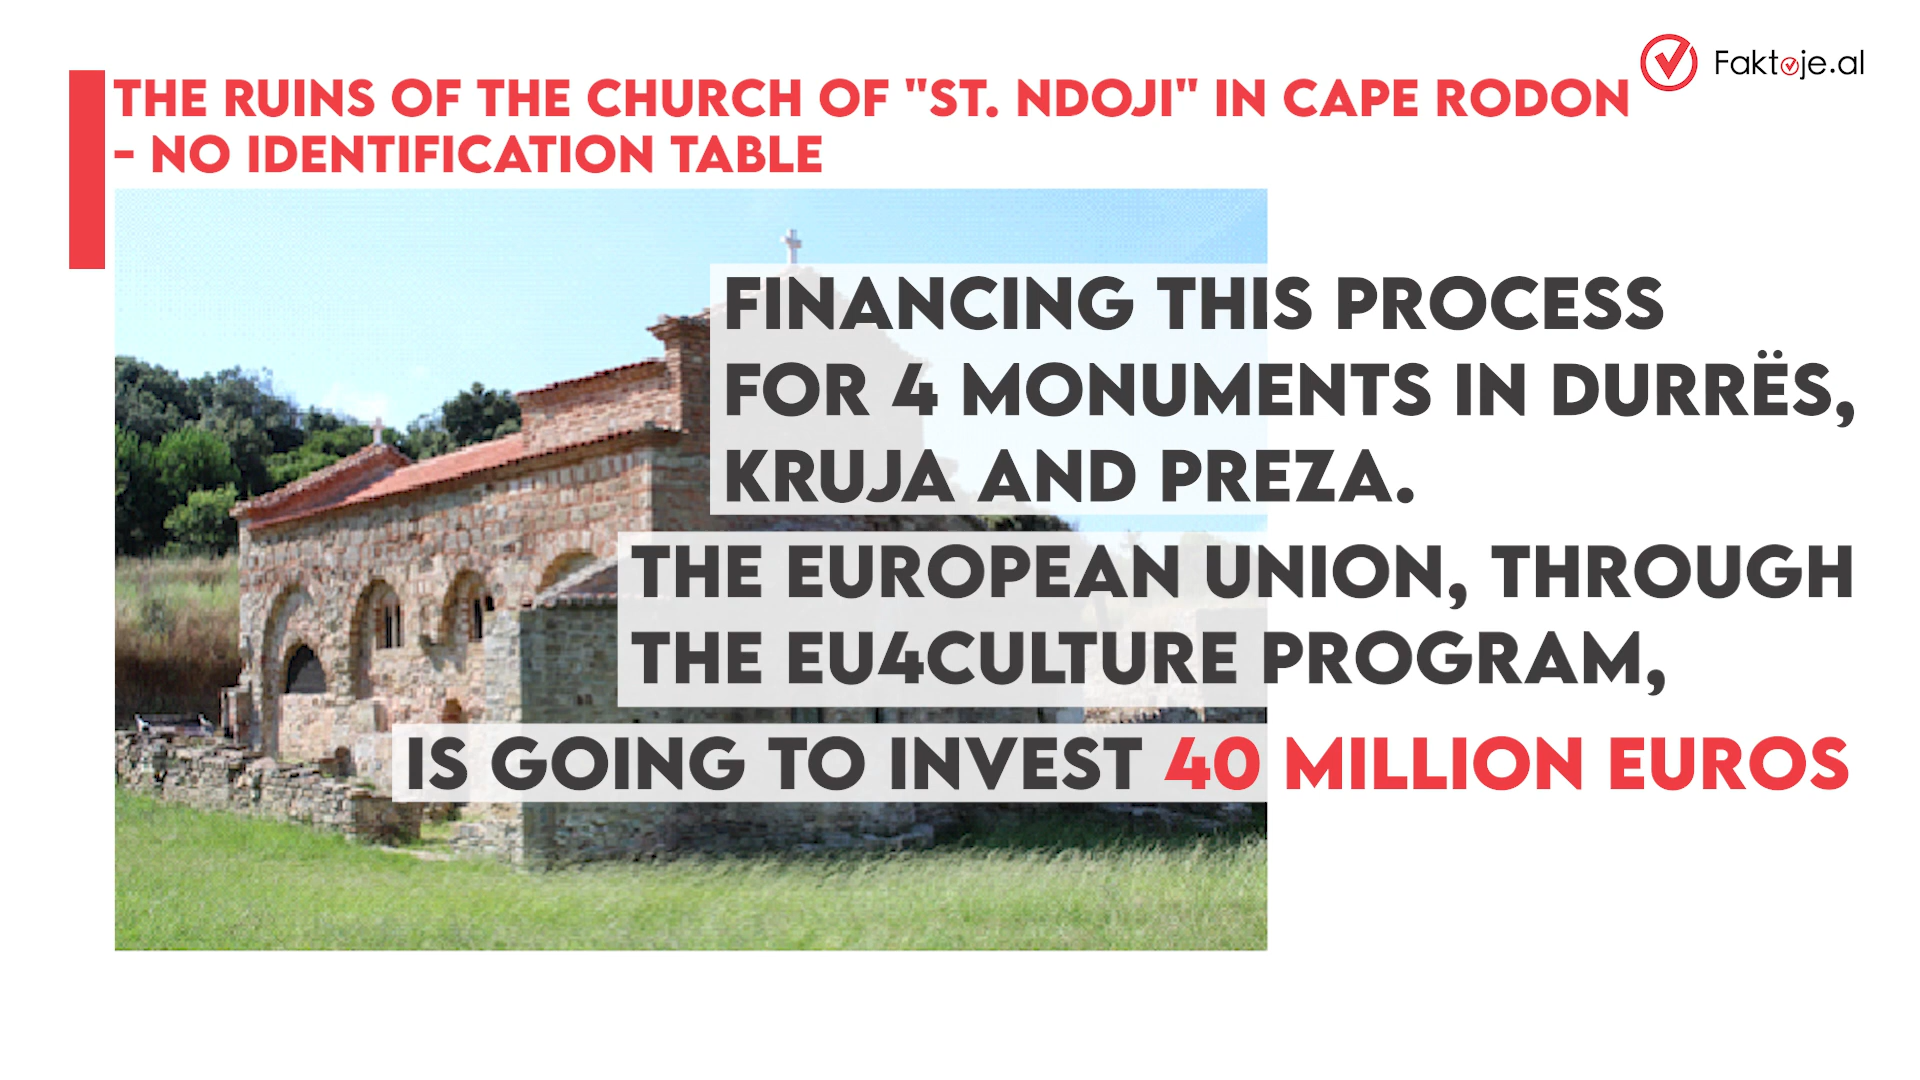 Faktoje.al
THE RUINS OF THE CHURCH OF "ST. NDOJI" IN CAPE RODON
- NO IDENTIFICATION TABLE
FINANCING THIS PROCESS
FOR 4 MONUMENTS IN DURRËS,
KRUJA AND PREZA.
THE EUROPEAN UNION, THROUGH
THE EU4CULTURE PROGRAM,
IS GOING TO INVEST 40 MILLION EUROS